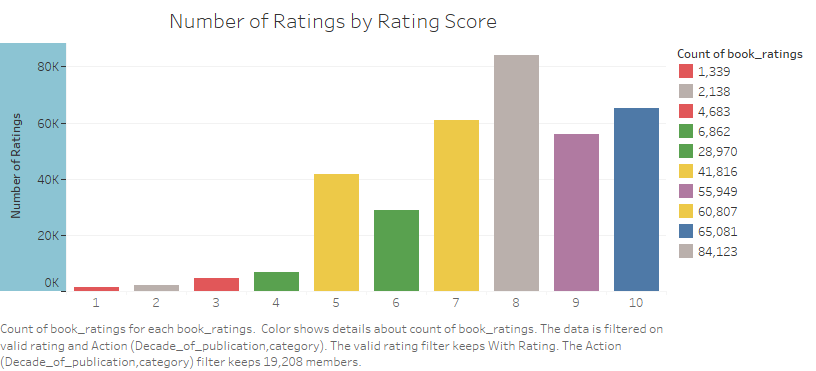 Number of Ratings by Rating Score
Number of Ratings
80K
60K
40K
20K
0K
1 2 3 4 5 6 7 8 9 10
Count of book_ratings
1,339
2,138
4,683
6,862
28,970
41,816
55,949
60,807
65,081
84,123
Count of book_ratings for each book_ratings.  Color shows details about count of book_ratings. The data is filtered on
valid rating and Action (Decade_of_publication,category). The valid rating filter keeps With Rating. The Action
(Decade_of_publication,category) filter keeps 19,208 members.